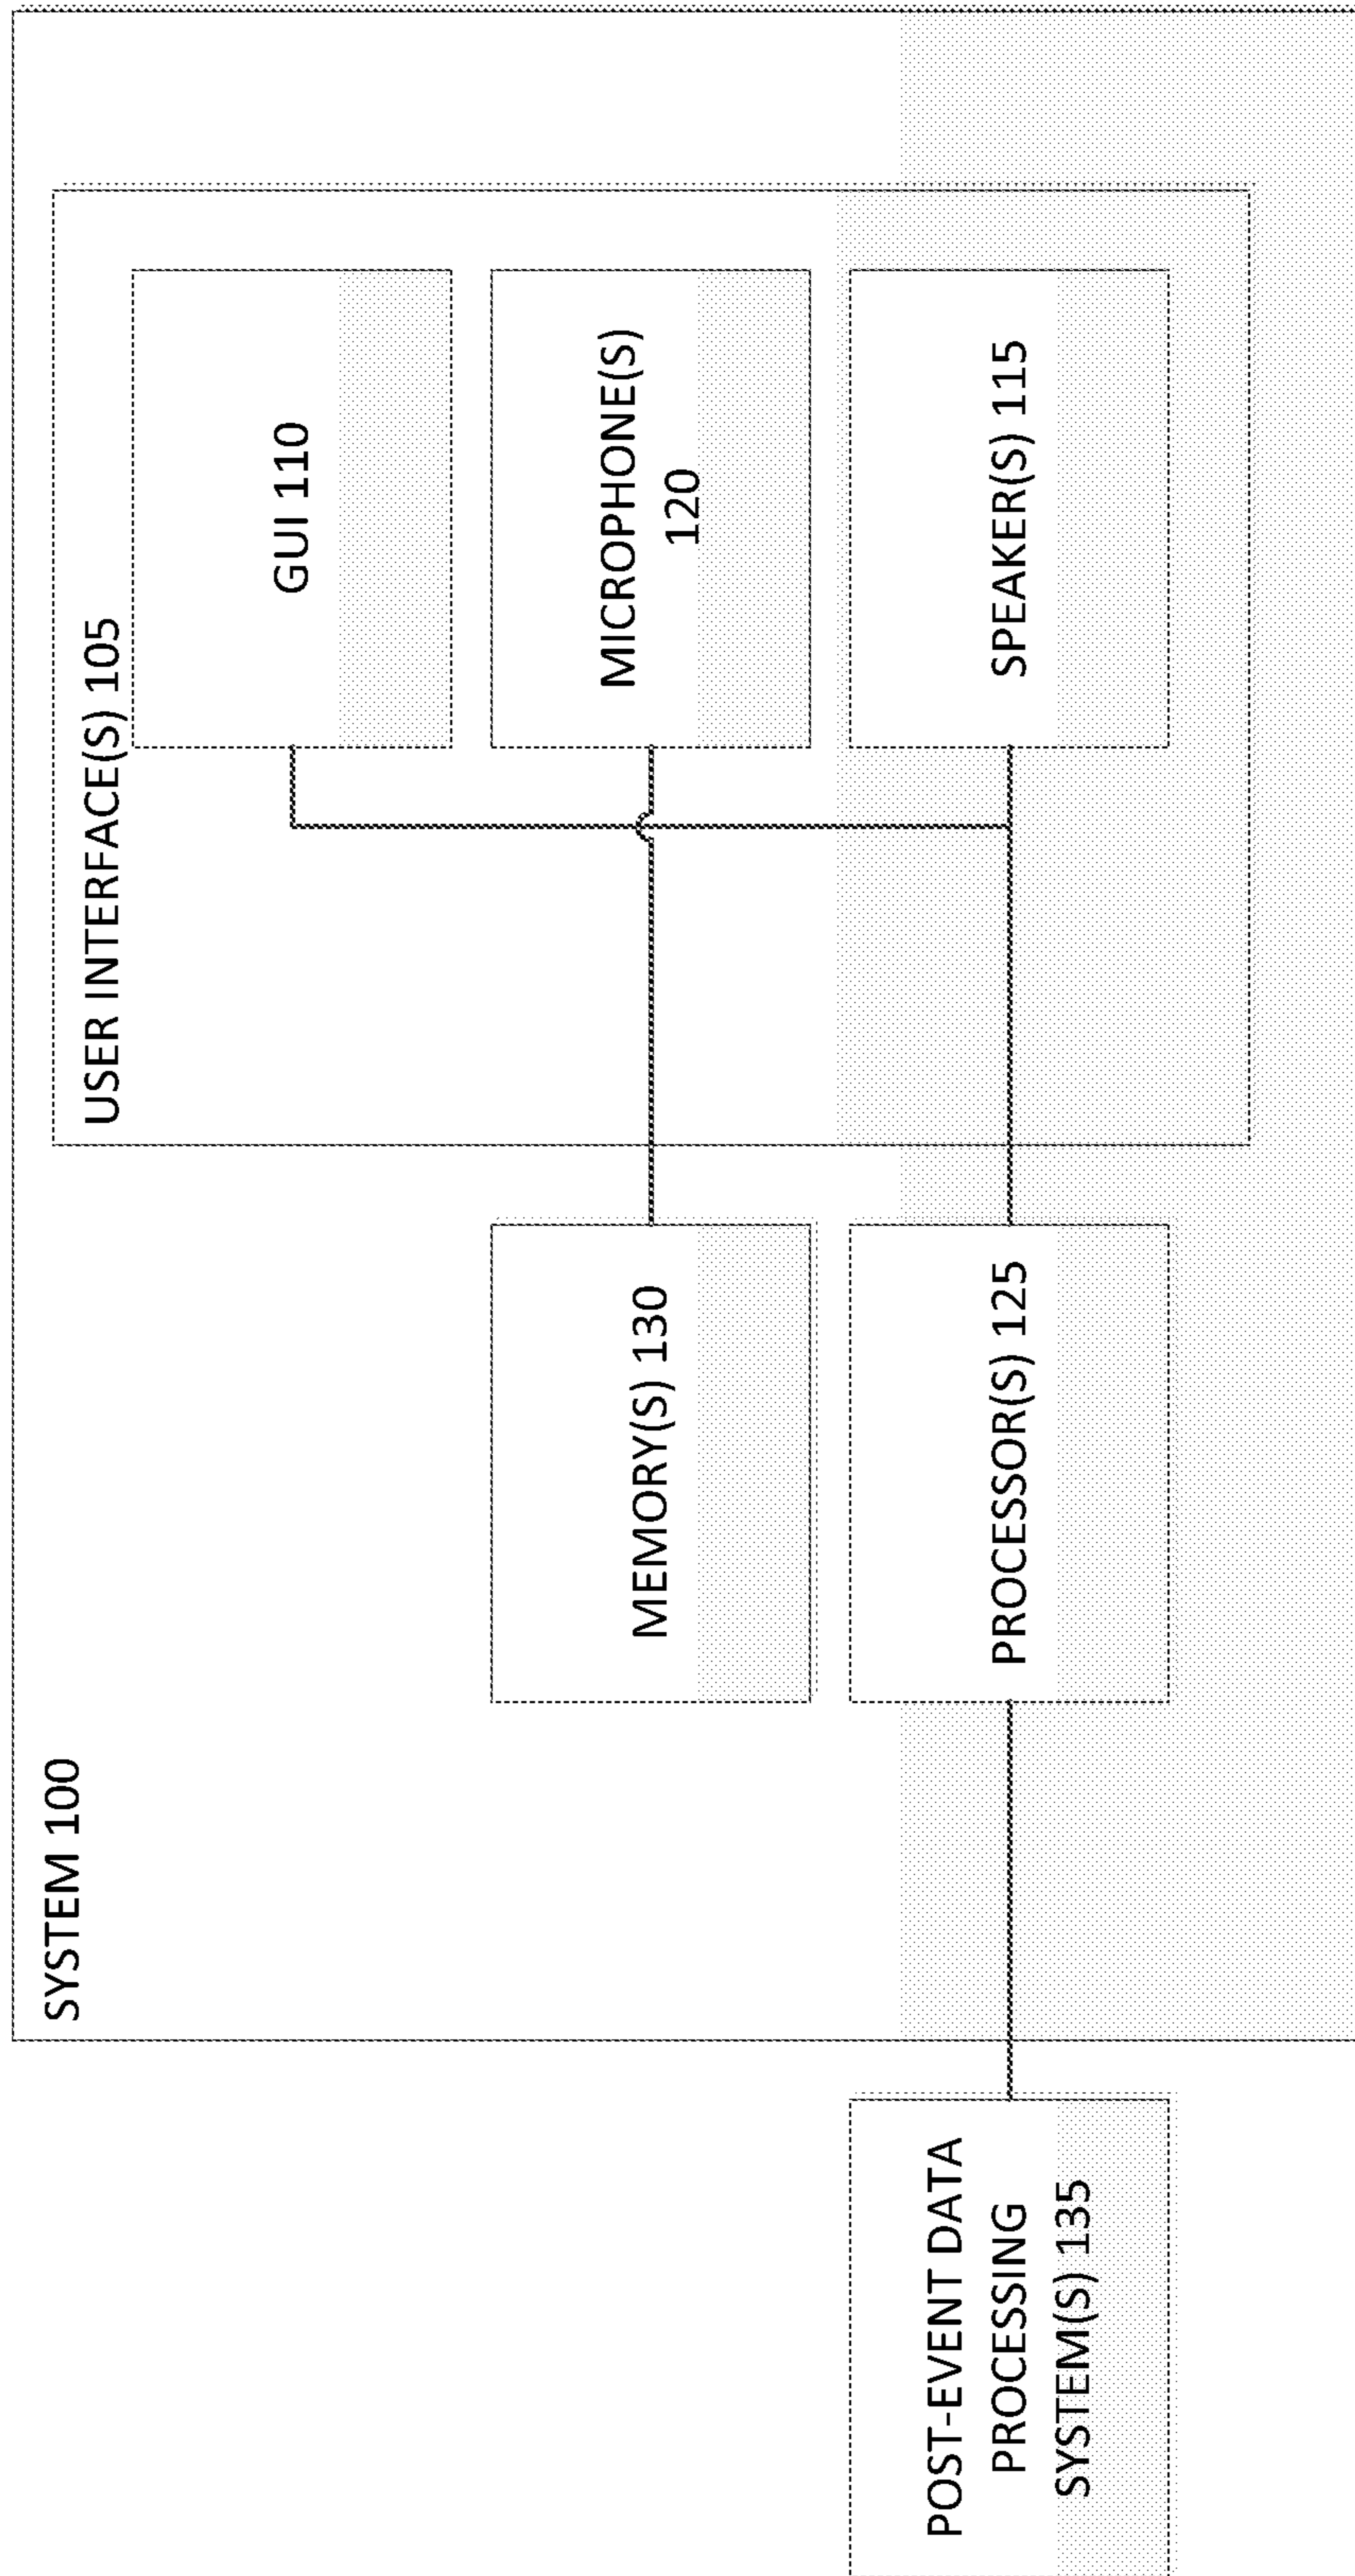 SYSTEM 100
USER INTERFACE(S) 105
GUI 110
MEMORY(S) 130
MICROPHONE(S)
120
POST-EVENT DATA
PROCESSING
SYSTEM(S) 135
PROCESSOR(S) 125
SPEAKER(S) 115